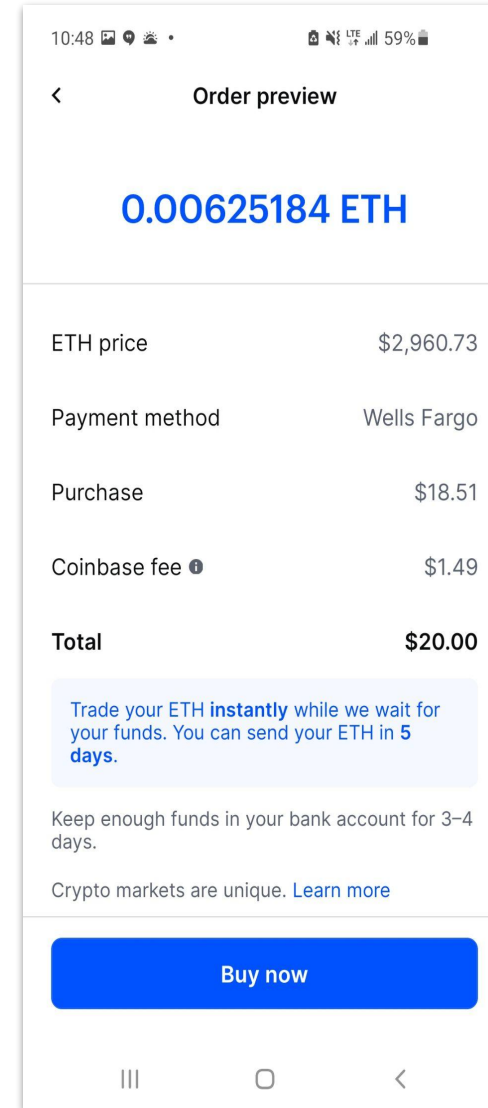 10:48
LTE 59%
Order preview
0.00625184 ETH
ETH price $2,960.73
Payment method Wells Fargo
Purchase $18.51
Coinbase fee $1.49
Total $20.00
Trade your ETH instantly while we wait for
your funds. You can send your ETH in 5
days.
Keep enough funds in your bank account for 3–4
days.
Crypto markets are unique. Learn more
Buy now